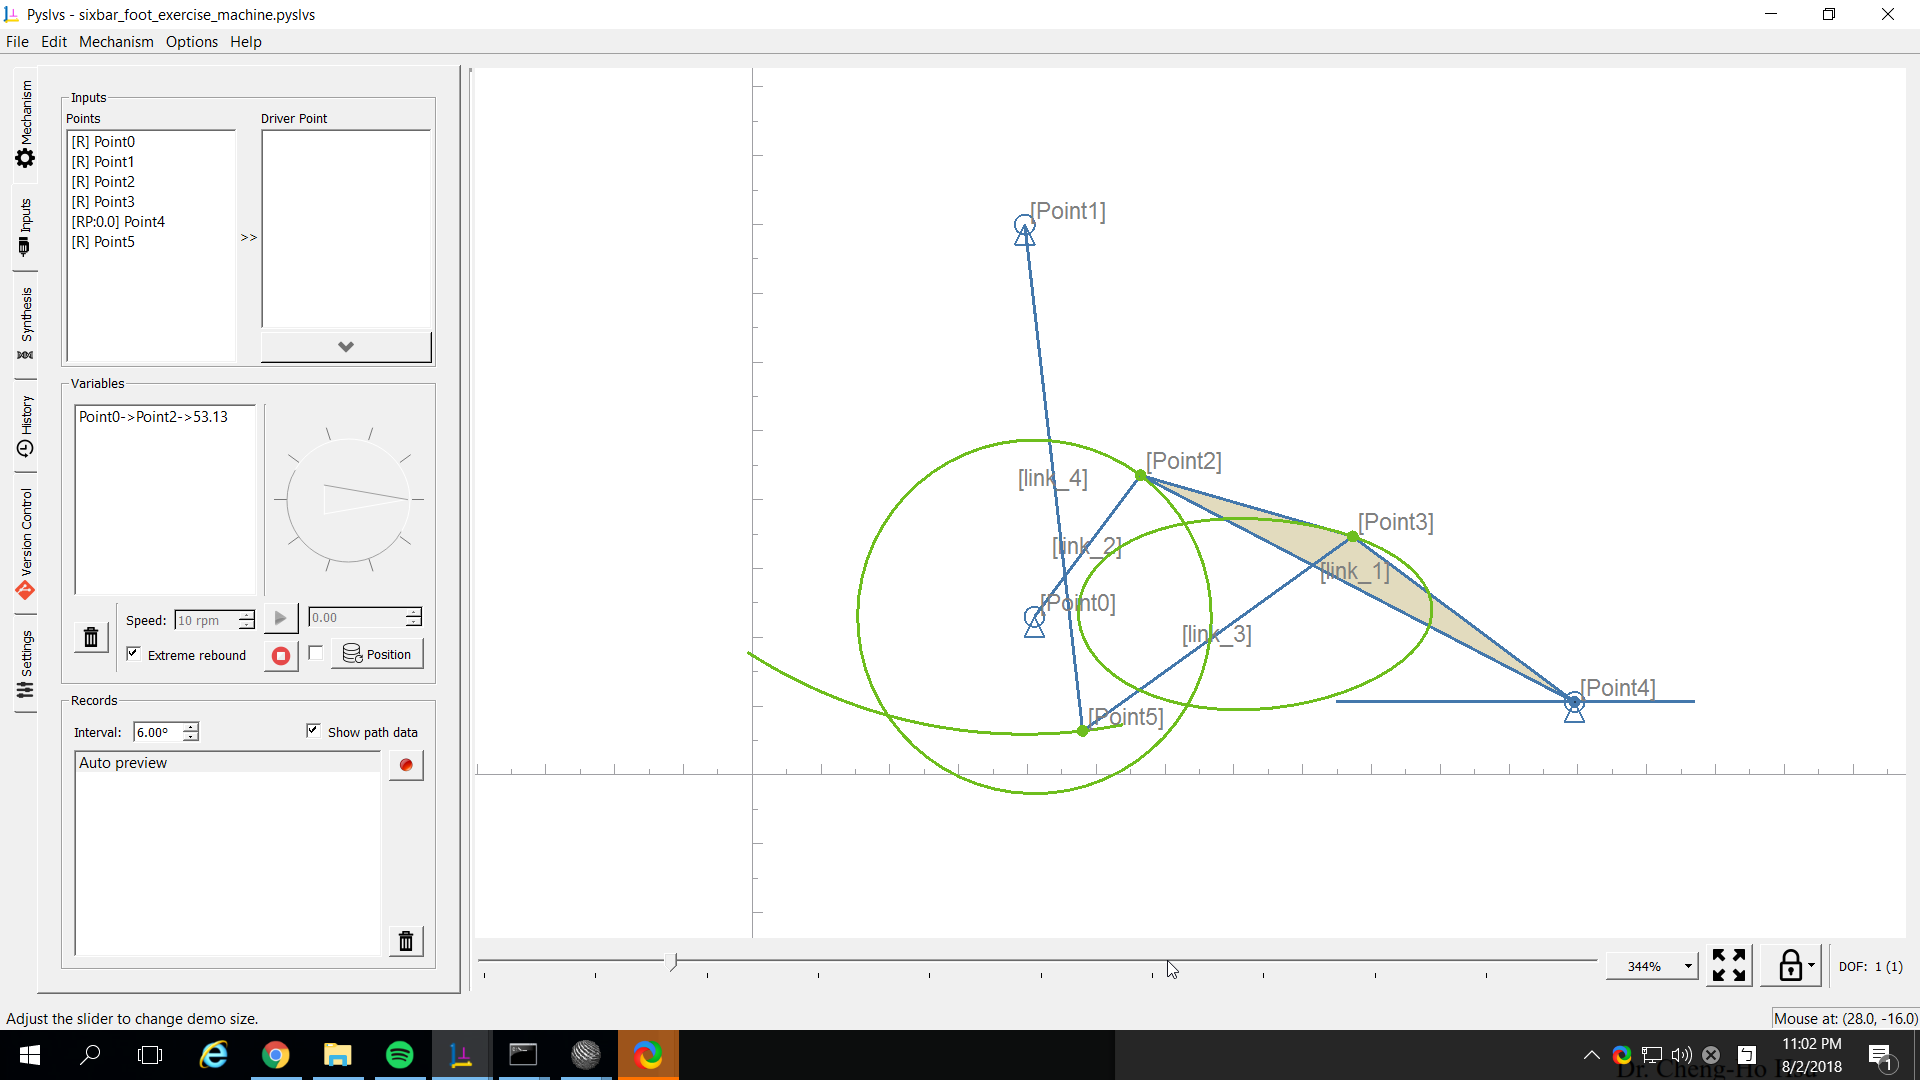 Pyslvs - sixbar_foot_exercise_machine.pyslvs
File Edit Mechanism Options Help
Mechanism
Inputs
Synthesis
History
Version Control
Settings
Inputs
Points
Driver Point
[R] Point0
[R] Point1
[R] Point2
[R] Point3
[RP:0.0] Point4
[R] Point5
>>
Variables
Point0->Point2->53.13
Speed: 10 rpm
0.00
Extreme rebound
Position
Records
Interval: 6.00º
Show path data
Auto preview
[Point1]
[Point2]
[link_4]
[Point3]
[link_2]
[link_1]
[Point0]
[link_3]
[Point4]
[Point5]
344%
DOF: 1 (1)
Adjust the slider to change demo size.
Mouse at: (28.0, -16.0)
11:02 PM
8/2/2018
1